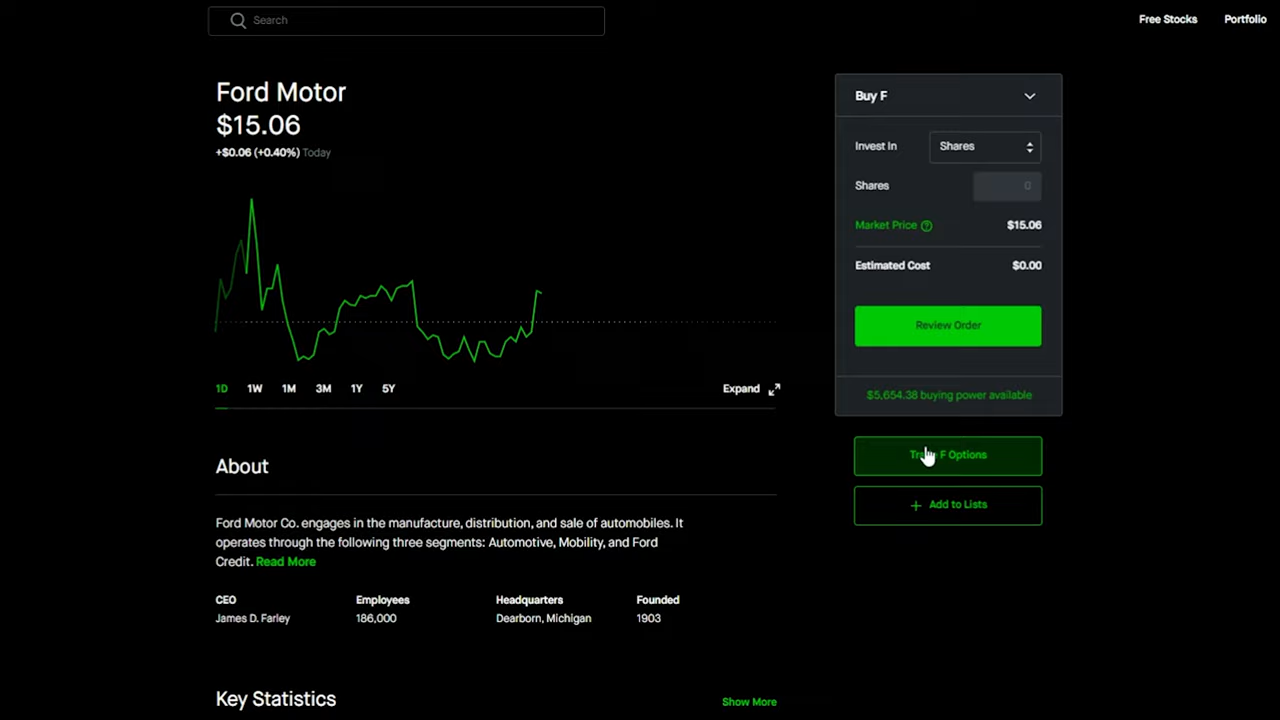 Search
Free Stocks
Portfolio
Ford Motor
$15.06
+$0.06 (+0.40%) Today
1D
1W
1M
3M
1Y
5Y
Expand
About
Ford Motor Co. engages in the manufacture, distribution, and sale of automobiles. It
operates through the following three segments: Automotive, Mobility, and Ford
Credit. Read More
CEO
James D. Farley
Employees
186,000
Headquarters
Dearborn, Michigan
Founded
1903
Key Statistics
Show More
Buy F
Invest In
Shares
Shares
0
Market Price
$15.06
Estimated Cost
$0.00
Review Order
$5,654.38 buying power available
F Options
Add to Lists